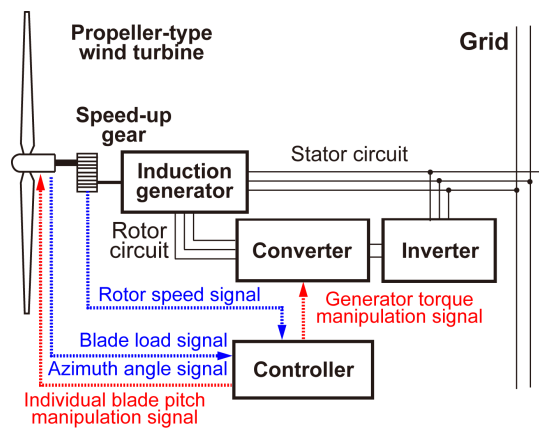 Propeller-type
wind turbine
Grid
Speed-up
gear
Stator circuit
Induction
generator
Rotor
circuit
Converter
Inverter
Rotor speed signal
Generator torque
manipulation signal
Blade load signal
Azimuth angle signal
Controller
Individual blade pitch
manipulation signal